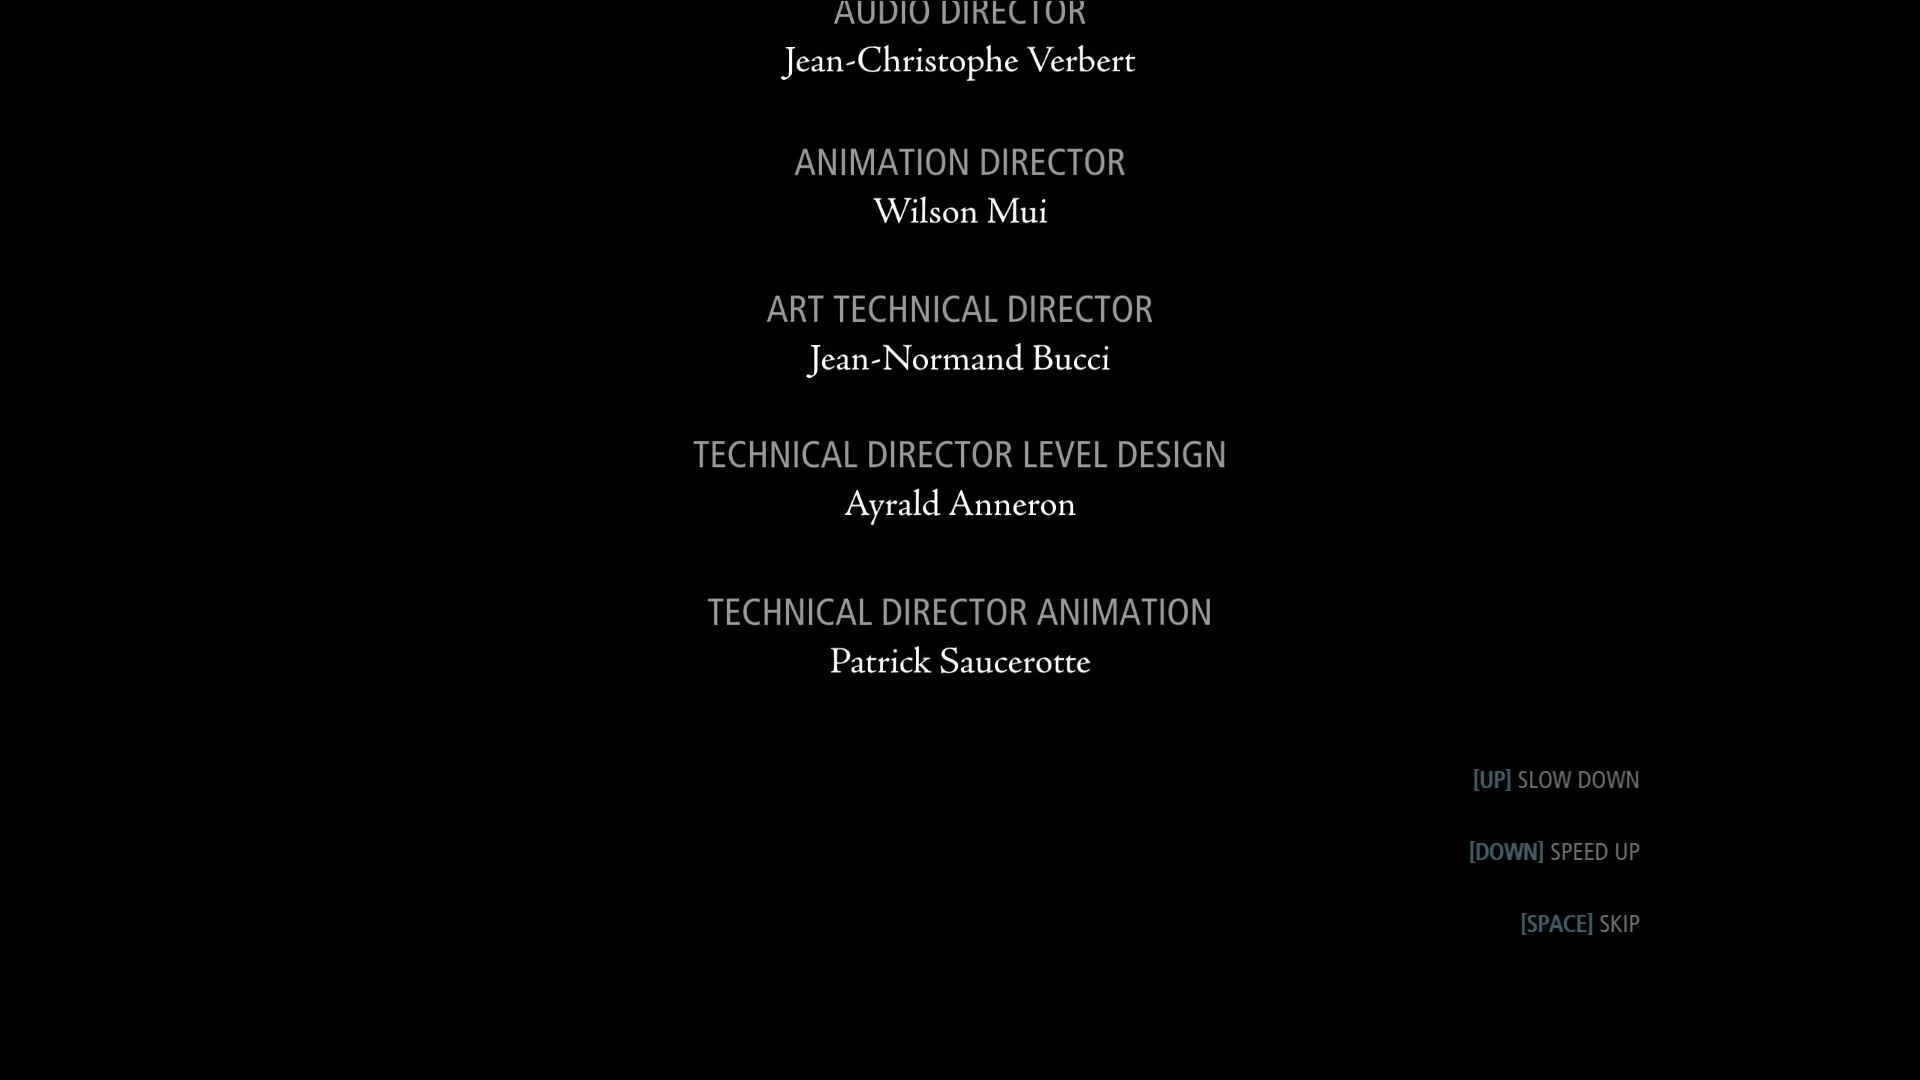 AUDIO DIRECTOR
Jean-Christophe Verbert
ANIMATION DIRECTOR
Wilson Mui
ART TECHNICAL DIRECTOR
Jean-Normand Bucci
TECHNICAL DIRECTOR LEVEL DESIGN
Ayrald Anneron
TECHNICAL DIRECTOR ANIMATION
Patrick Saucerotte
[UP] SLOW DOWN
[DOWN] SPEED UP
[SPACE] SKIP